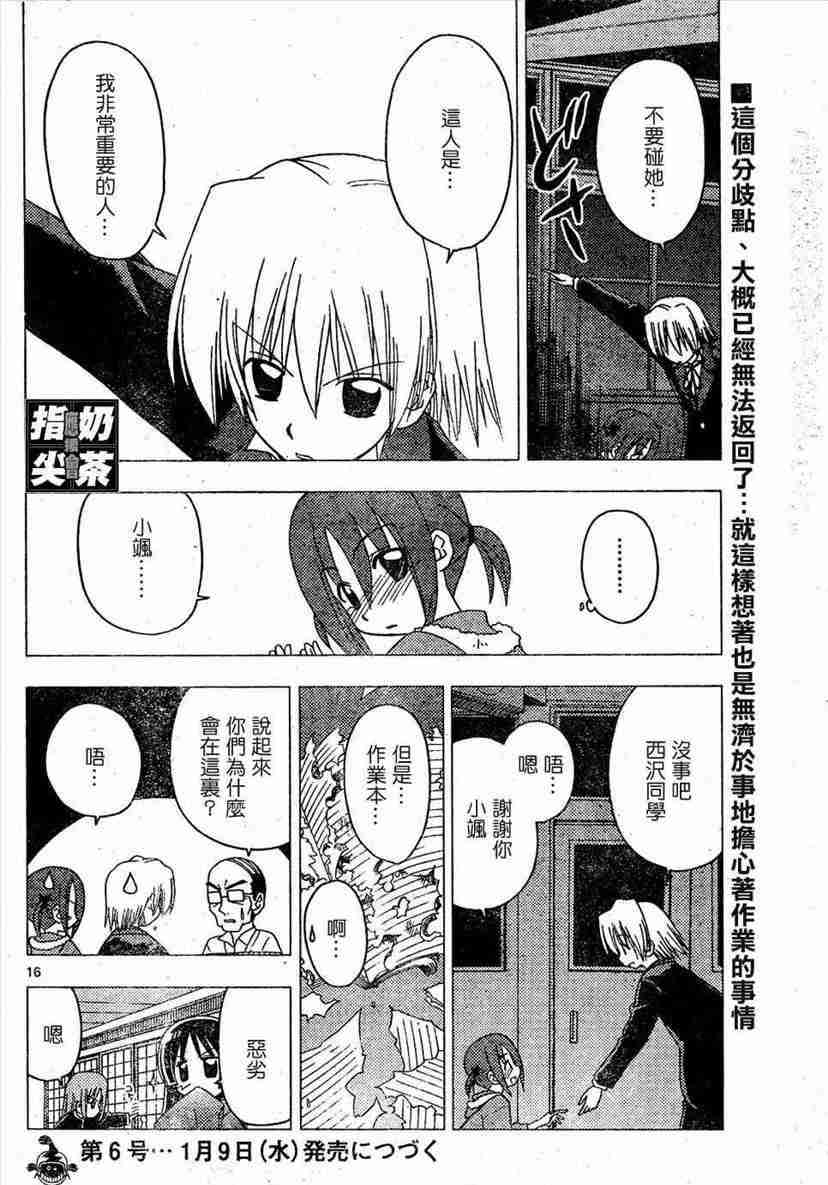 ■這個分歧點、大概已經無法返回了…就這樣想著也是無濟於事地擔心著作業的事情
不要碰她…
ど
さ
這人是…
我非常重要的人…
………
小颯……
沒事吧
西沢同學
唔…
嗯
謝謝你
小颯
但是…
作業本…
啊…
說起來
你們為什麼
會在這裏？
唔…
惡劣
嗯
奶茶
指尖
16
第6号…1月9日(水)発売につづく